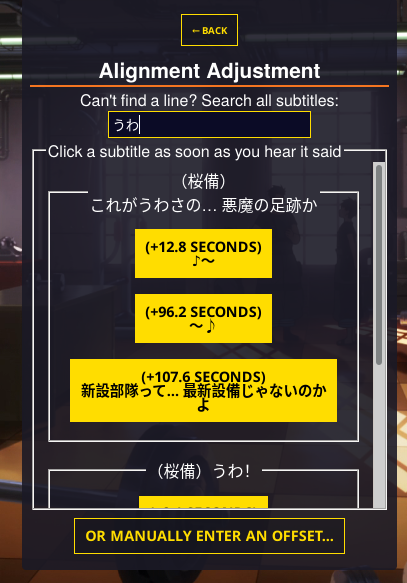 ← BACK
Alignment Adjustment
Can't find a line? Search all subtitles:
うわ
Click a subtitle as soon as you hear it said
（桜備）
これがうわさの… 悪魔の足跡か
(+12.8 SECONDS)
♪～
(+96.2 SECONDS)
～♪
(+107.6 SECONDS)
新設部隊って… 最新設備じゃないのか
よ
（桜備）うわ！
OR MANUALLY ENTER AN OFFSET...